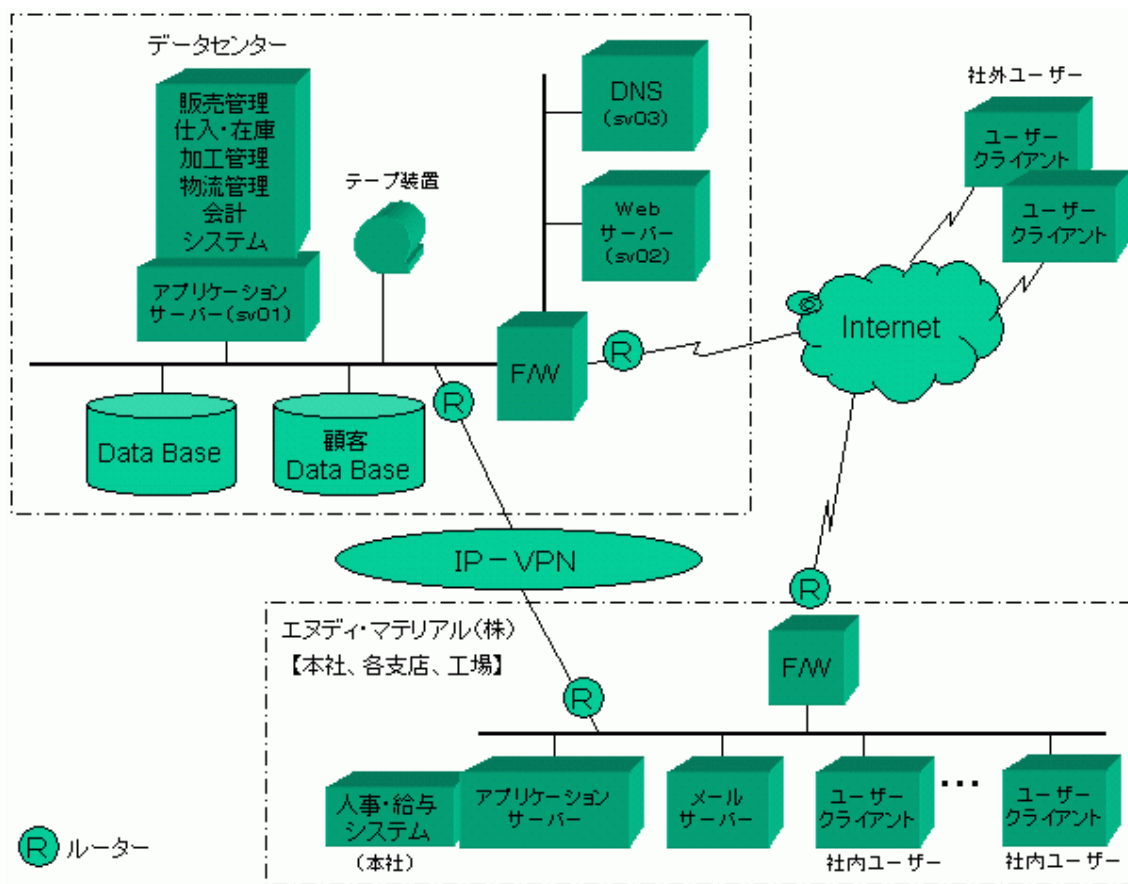 データセンター
販売管理
仕入・在庫
加工管理
物流管理
会計
システム
アプリケーション
サーバー(sv01)
テープ装置
DNS
(sv03)
Web
サーバー
(sv02)
社外ユーザー
ユーザー
クライアント
ユーザー
クライアント
Internet
F/W
R
R
Data Base
顧客
Data Base
IP-VPN
R
エヌディ・マテリアル(株)
【本社、各支店、工場】
F/W
R
人事・給与
システム
(本社)
アプリケーション
サーバー
メール
サーバー
ユーザー
クライアント
社内ユーザー
・・・
ユーザー
クライアント
社内ユーザー
R ルーター